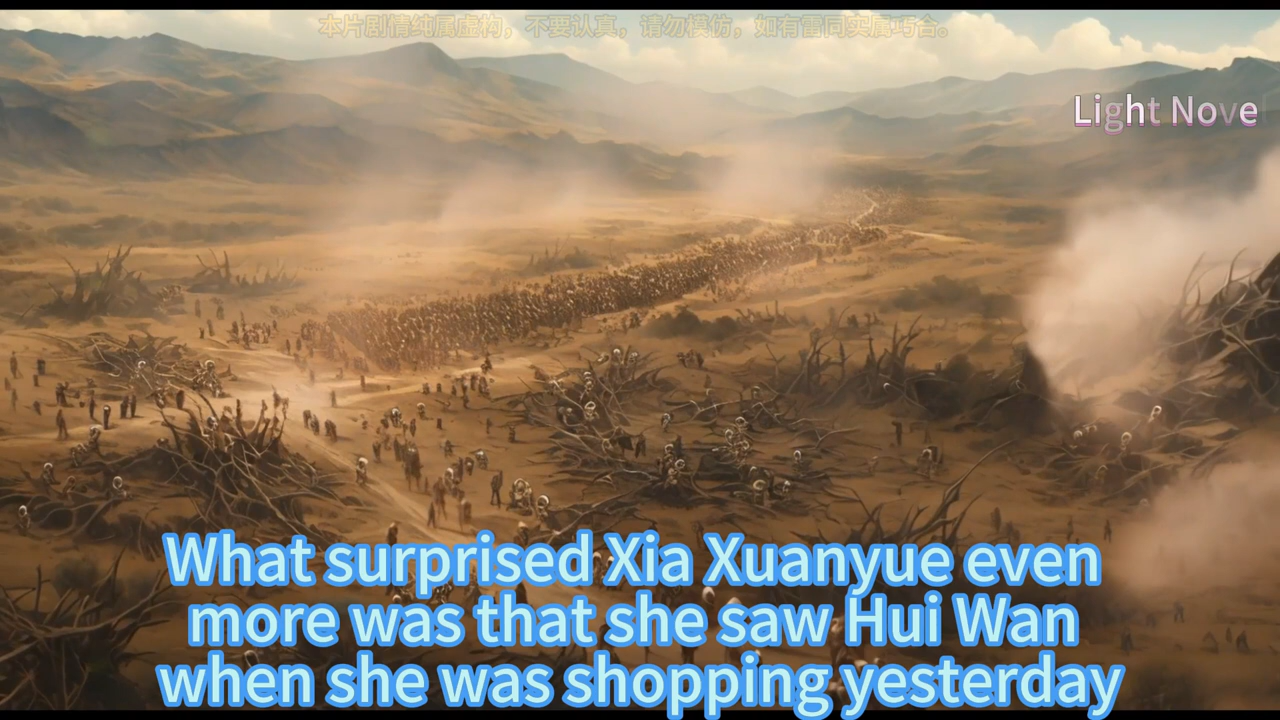 本片剧情纯属虚构，不要认真，请勿模仿，如有雷同实属巧合。
Light Novel
What surprised Xia Xuanyue even
more was that she saw Hui Wan
when she was shopping yesterday